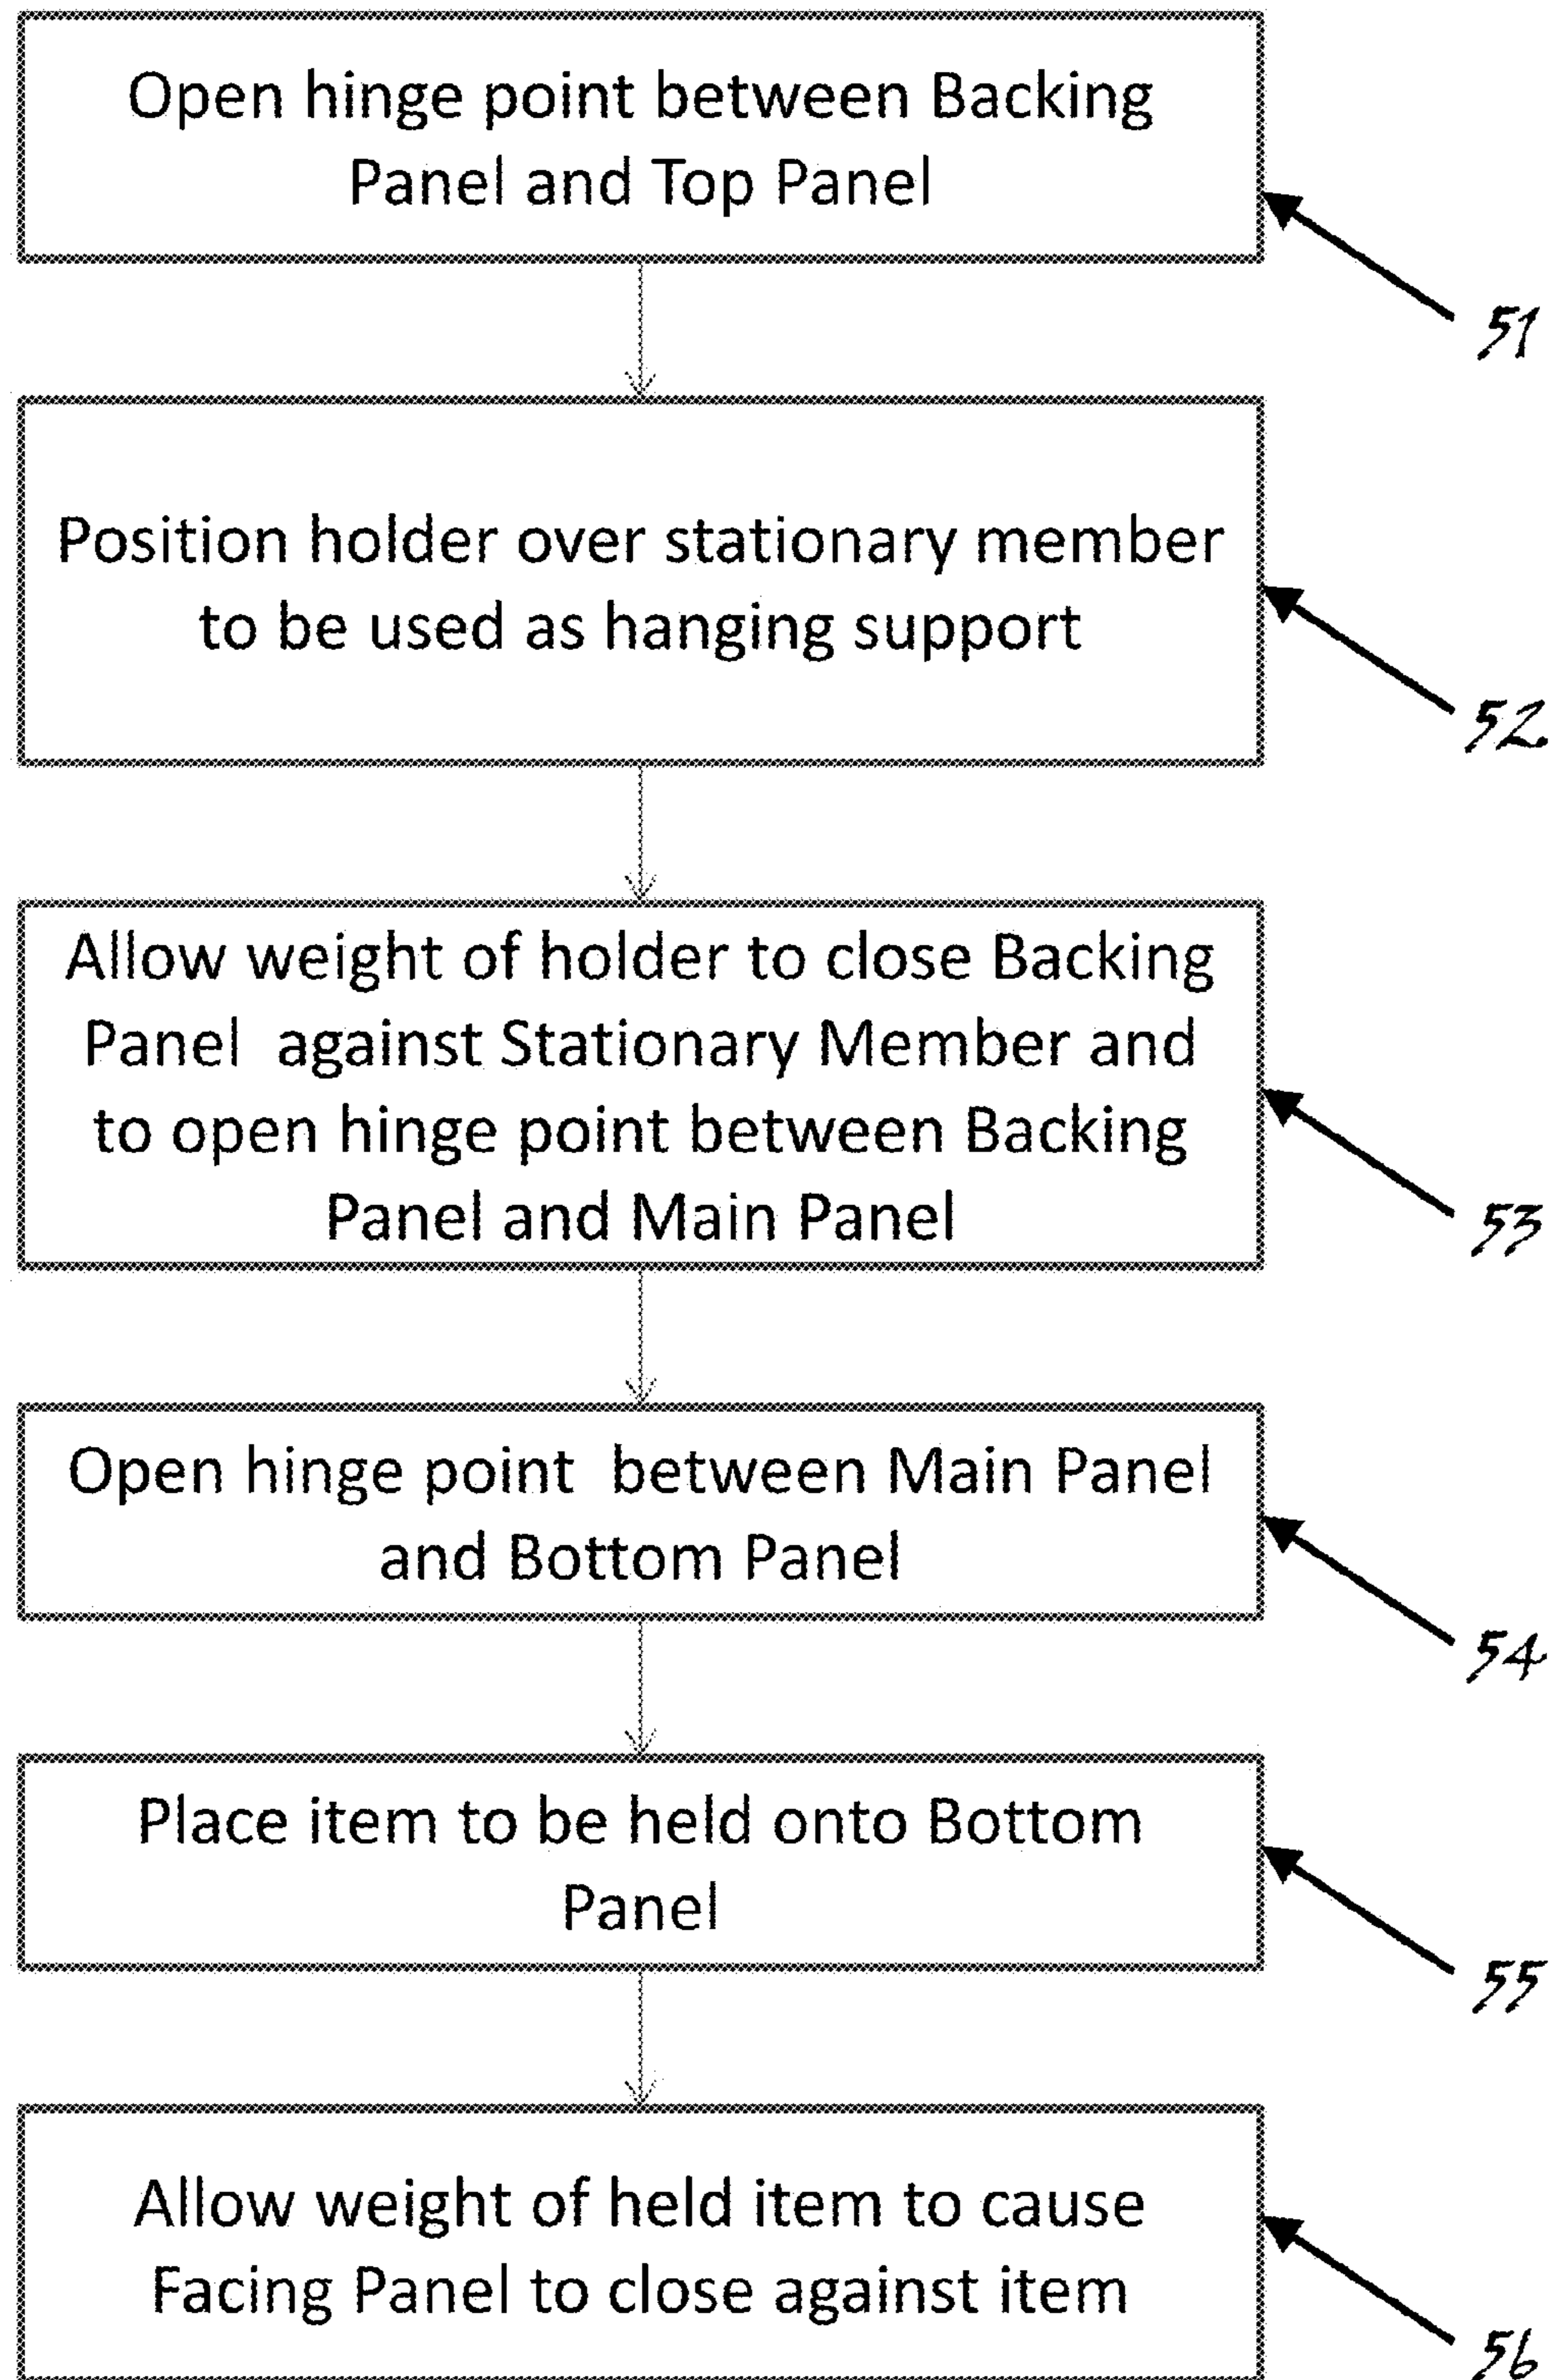 Open hinge point between Backing
Panel and Top Panel
51
Position holder over stationary member
to be used as hanging support
52
Allow weight of holder to close Backing
Panel against Stationary Member and
to open hinge point between Backing
Panel and Main Panel
53
Open hinge point between Main Panel
and Bottom Panel
54
Place item to be held onto Bottom
Panel
55
Allow weight of held item to cause
Facing Panel to close against item
56